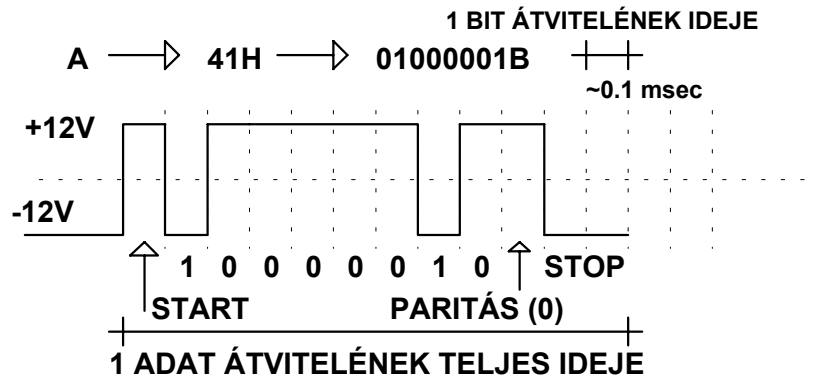 1 BIT ÁTVITELÉNEK IDEJE
A 41H 01000001B
~0.1 msec
+12V
-12V
1 0 0 0 0 0 1 0 STOP
START PARITÁS (0)
1 ADAT ÁTVITELÉNEK TELJES IDEJE